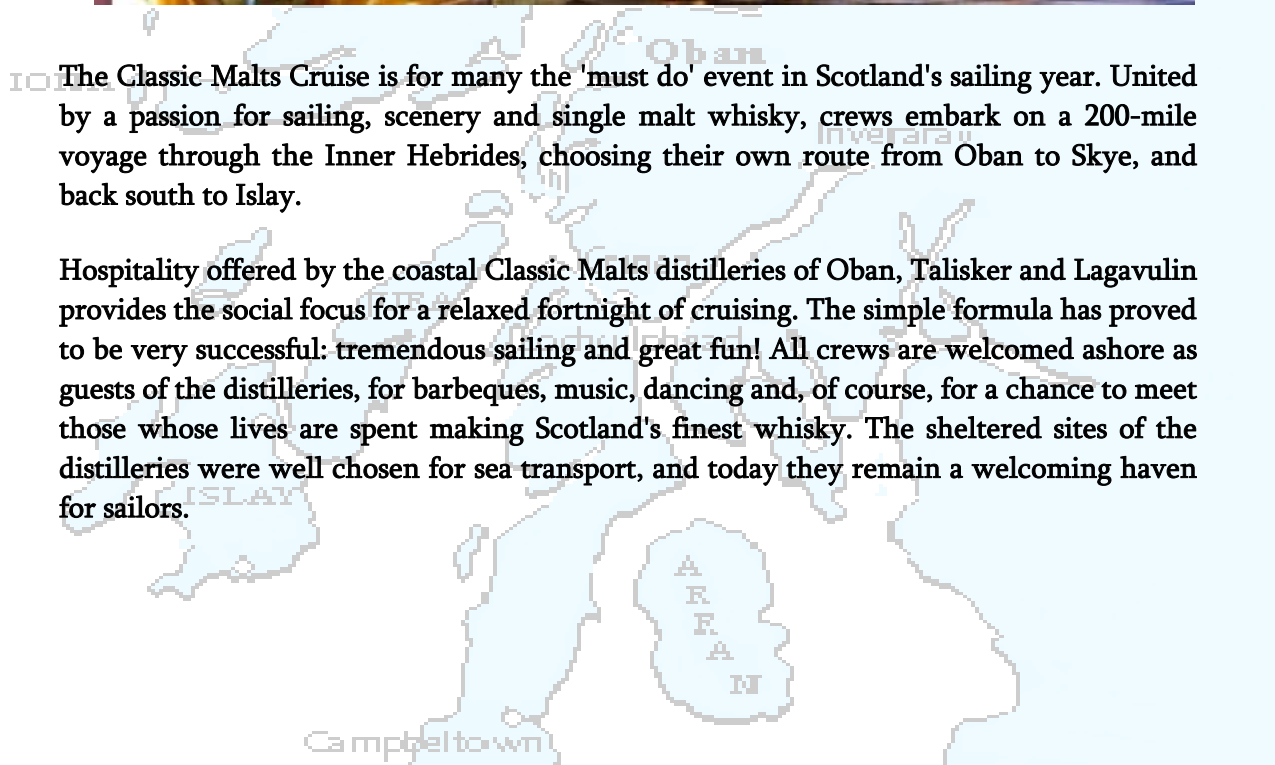 Oban
The Classic Malts Cruise is for many the 'must do' event in Scotland's sailing year. United
by a passion for sailing, scenery and single malt whisky, crews embark on a 200-mile
Inveraray
voyage through the Inner Hebrides, choosing their own route from Oban to Skye, and
back south to Islay.
Hospitality offered by the coastal Classic Malts distilleries of Oban, Talisker and Lagavulin
provides the social focus for a relaxed fortnight of cruising. The simple formula has proved
to be very successful: tremendous sailing and great fun! All crews are welcomed ashore as
guests of the distilleries, for barbeques, music, dancing and, of course, for a chance to meet
those whose lives are spent making Scotland's finest whisky. The sheltered sites of the
distilleries were well chosen for sea transport, and today they remain a welcoming haven
ISLAY
for sailors.
ARRAN
Campbeltown